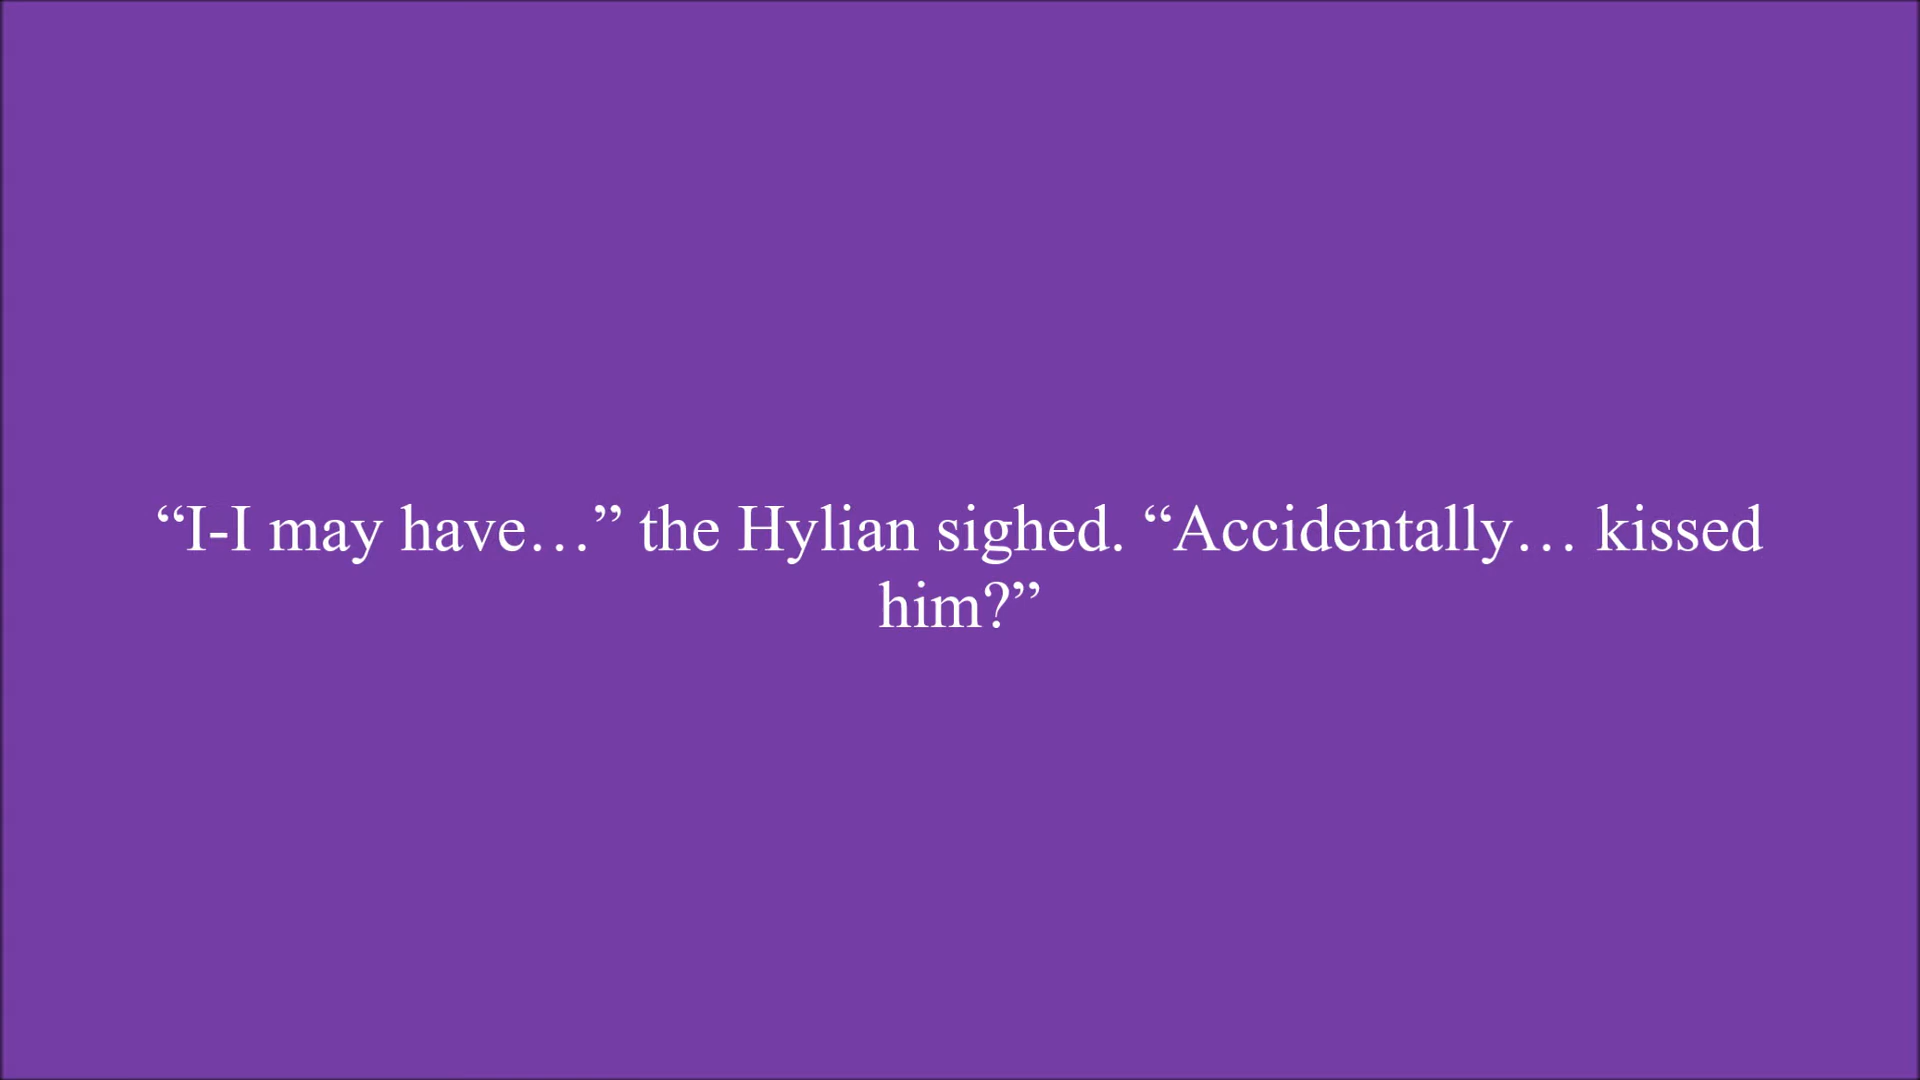 “I-I may have…” the Hylian sighed. “Accidentally… kissed
him?”